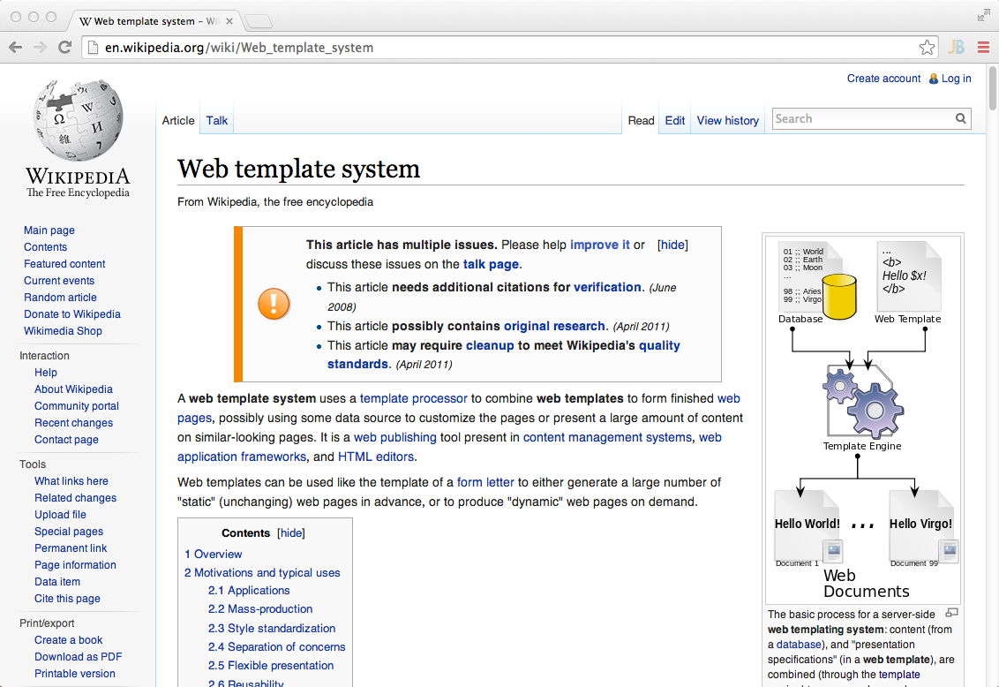 Web template system – Wi
en.wikipedia.org/wiki/Web_template_system
JB
Create account Log in
Article Talk Read Edit View history Search
WIKIPEDIA
The Free Encyclopedia
Main page
Contents
Featured content
Current events
Random article
Donate to Wikipedia
Wikimedia Shop
Interaction
Help
About Wikipedia
Community portal
Recent changes
Contact page
Tools
What links here
Related changes
Upload file
Special pages
Permanent link
Page information
Data item
Cite this page
Print/export
Create a book
Download as PDF
Printable version
Web template system
From Wikipedia, the free encyclopedia
This article has multiple issues. Please help improve it or [hide]
discuss these issues on the talk page.
• This article needs additional citations for verification. (June
2008)
• This article possibly contains original research. (April 2011)
• This article may require cleanup to meet Wikipedia's quality
standards. (April 2011)
A web template system uses a template processor to combine web templates to form finished web
pages, possibly using some data source to customize the pages or present a large amount of content
on similar-looking pages. It is a web publishing tool present in content management systems, web
application frameworks, and HTML editors.
Web templates can be used like the template of a form letter to either generate a large number of
"static" (unchanging) web pages in advance, or to produce "dynamic" web pages on demand.
Contents [hide]
1 Overview
2 Motivations and typical uses
2.1 Applications
2.2 Mass-production
2.3 Style standardization
2.4 Separation of concerns
2.5 Flexible presentation
2.6 Reusability
01 ;; World
02 ;; Earth
03 ;; Moon
...
98 ;; Aries
99 ;; Virgo
Database
...
<b>
Hello $x!
</b>
Web Template
Template Engine
Hello World! ... Hello Virgo!
Document 1 Document 99
Web
Documents
The basic process for a server-side
web templating system: content (from
a database), and "presentation
specifications" (in a web template), are
combined (through the template